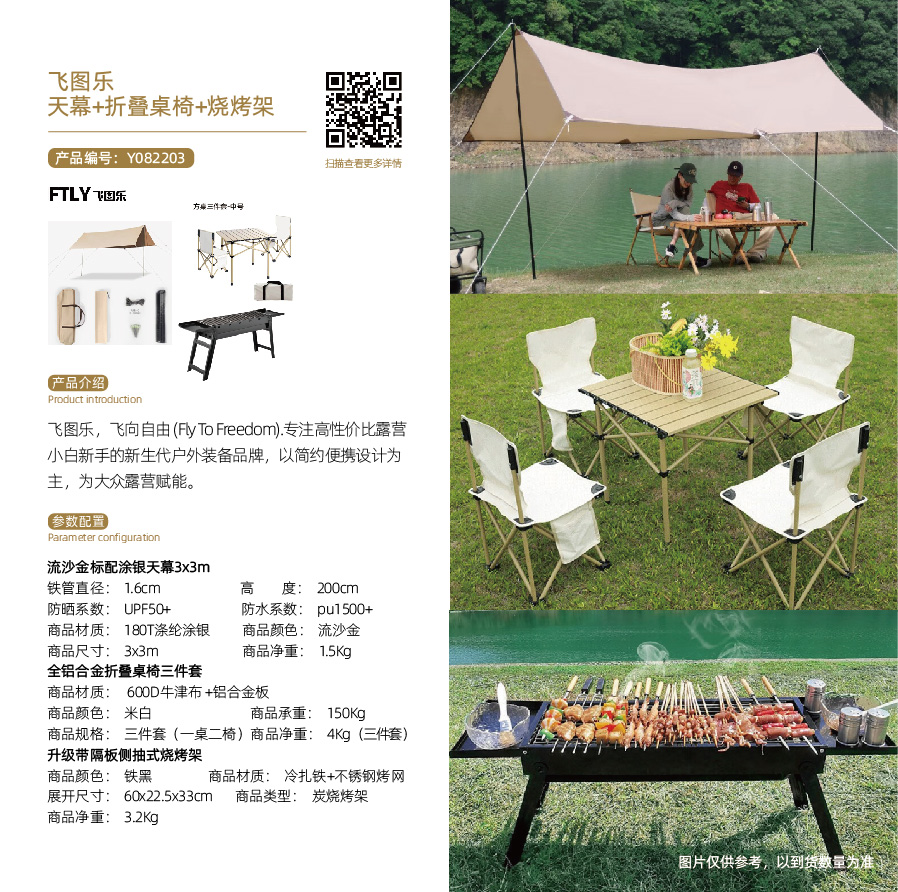 飞图乐
天幕+折叠桌椅+烧烤架
扫描查看更多详情
产品编号：Y082203
FTLY 飞图乐
方桌三件套-中号
产品介绍
Product introduction
飞图乐，飞向自由 (Fly To Freedom).专注高性价比露营
小白新手的新生代户外装备品牌，以简约便携设计为
主，为大众露营赋能。
参数配置
Parameter configuration
流沙金标配涂银天幕3x3m
铁管直径： 1.6cm 高 度： 200cm
防晒系数： UPF50+ 防水系数： pu1500+
商品材质： 180T涤纶涂银 商品颜色： 流沙金
商品尺寸： 3x3m 商品净重： 1.5Kg
全铝合金折叠桌椅三件套
商品材质： 600D牛津布 +铝合金板
商品颜色： 米白 商品承重： 150Kg
商品规格： 三件套（一桌二椅）商品净重： 4Kg（三件套）
升级带隔板侧抽式烧烤架
商品颜色： 铁黑 商品材质： 冷扎铁+不锈钢烤网
展开尺寸： 60x22.5x33cm 商品类型： 炭烧烤架
商品净重： 3.2Kg
图片仅供参考，以到货数量为准